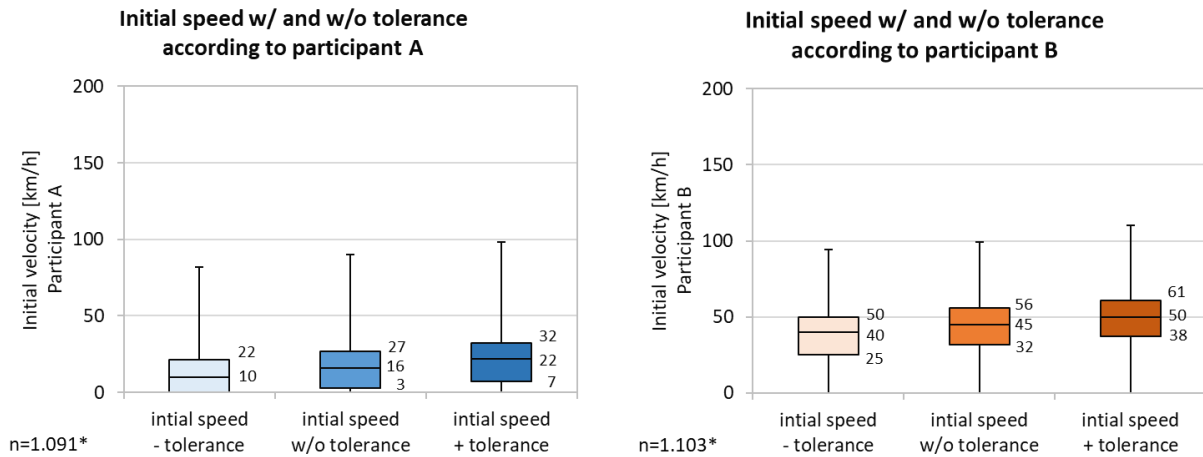 Initial speed w/ and w/o tolerance
according to participant A
Initial velocity [km/h]
Participant A
200
150
100
50
0
22
10
27
16
3
32
22
7
intial speed
- tolerance
intial speed
w/o tolerance
intial speed
+ tolerance
n=1.091*
Initial speed w/ and w/o tolerance
according to participant B
Initial velocity [km/h]
Participant B
200
150
100
50
0
50
40
25
56
45
32
61
50
38
intial speed
- tolerance
intial speed
w/o tolerance
intial speed
+ tolerance
n=1.103*